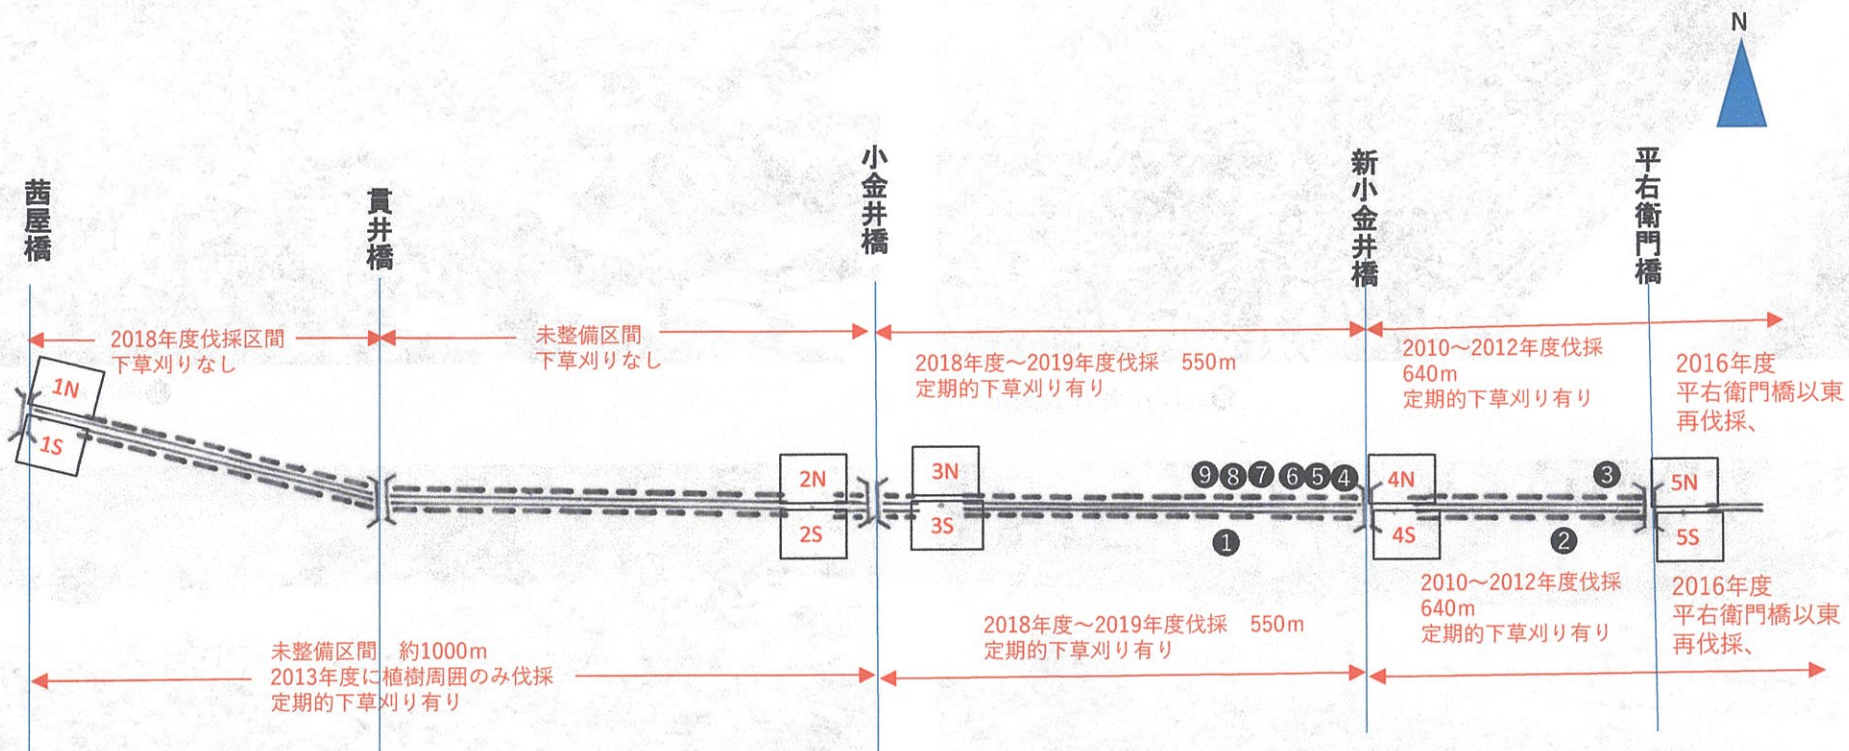 N
茜屋橋
貫井橋
小金井橋
新小金井橋
平右衛門橋
2018年度伐採区間
下草刈りなし
未整備区間
下草刈りなし
2018年度～2019年度伐採　550m
定期的下草刈り有り
2010～2012年度伐採
640m
定期的下草刈り有り
2016年度
平右衛門橋以東
再伐採、
1N
1S
2N
2S
3N
3S
❾ ❽ ❼ ❻ ❺ ❹
❶
4N
4S
❸
❷
5N
5S
未整備区間　約1000m
2013年度に植樹周囲のみ伐採
定期的下草刈り有り
2018年度～2019年度伐採　550m
定期的下草刈り有り
2010～2012年度伐採
640m
定期的下草刈り有り
2016年度
平右衛門橋以東
再伐採、